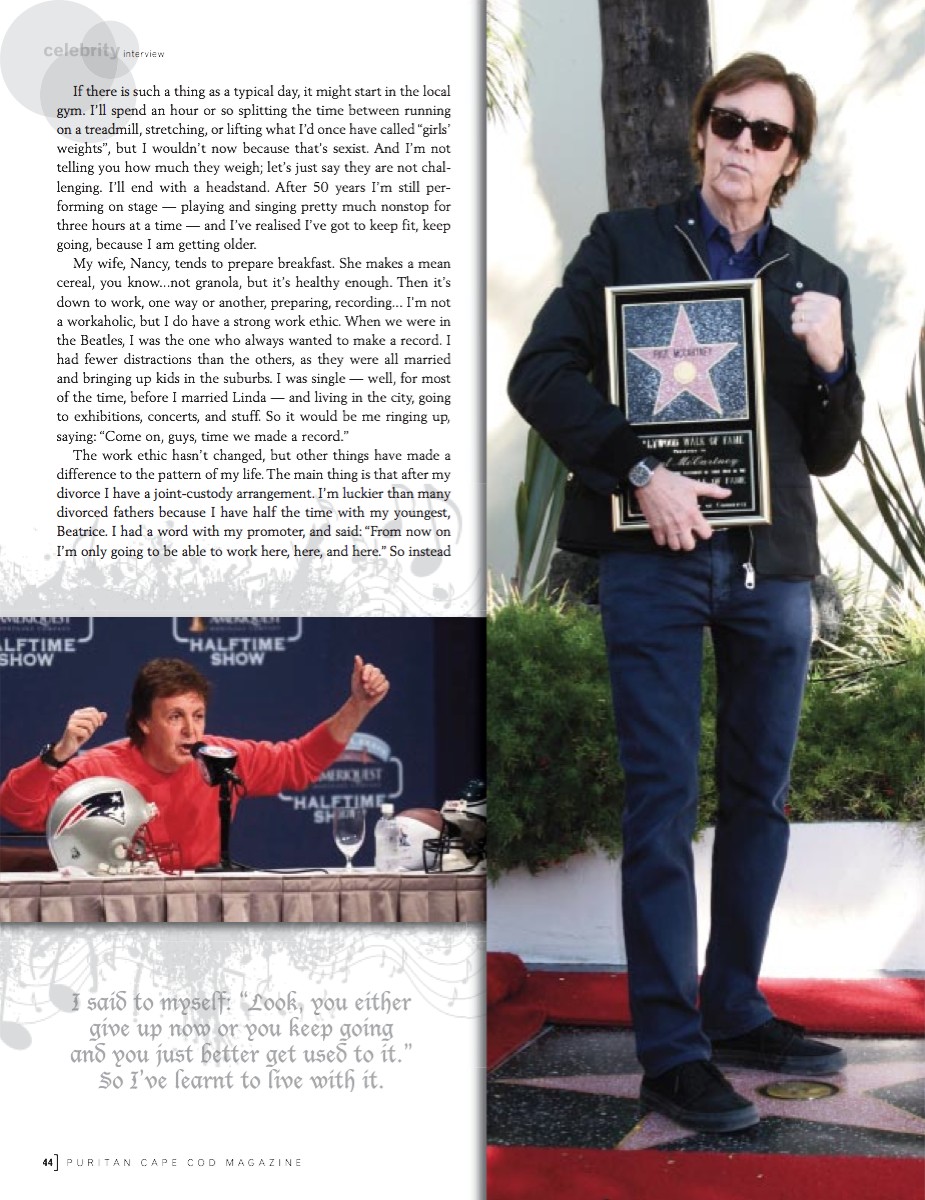 celebrity interview
If there is such a thing as a typical day, it might start in the local
gym. I’ll spend an hour or so splitting the time between running
on a treadmill, stretching, or lifting what I’d once have called “girls’
weights”, but I wouldn’t now because that’s sexist. And I’m not
telling you how much they weigh; let’s just say they are not chal-
lenging. I’ll end with a headstand. After 50 years I’m still per-
forming on stage — playing and singing pretty much nonstop for
three hours at a time — and I’ve realised I’ve got to keep fit, keep
going, because I am getting older.
My wife, Nancy, tends to prepare breakfast. She makes a mean
cereal, you know...not granola, but it’s healthy enough. Then it’s
down to work, one way or another, preparing, recording... I’m not
a workaholic, but I do have a strong work ethic. When we were in
the Beatles, I was the one who always wanted to make a record. I
had fewer distractions than the others, as they were all married
and bringing up kids in the suburbs. I was single — well, for most
of the time, before I married Linda — and living in the city, going
to exhibitions, concerts, and stuff. So it would be me ringing up,
saying: “Come on, guys, time we made a record.”
The work ethic hasn’t changed, but other things have made a
difference to the pattern of my life. The main thing is that after my
divorce I have a joint-custody arrangement. I’m luckier than many
divorced fathers because I have half the time with my youngest,
Beatrice. I had a word with my promoter, and said: “From now on
I’m only going to be able to work here, here, and here.” So instead
PAUL MCCARTNEY
WALK OF FAME
McCartney
OF FAME
AMERIQUEST
HALFTIME
SHOW
AMERIQUEST
HALFTIME
I said to myself: “Look, you either
give up now or you keep going
and you just better get used to it.”
So I’ve learnt to live with it.
44] PURITAN CAPE COD MAGAZINE